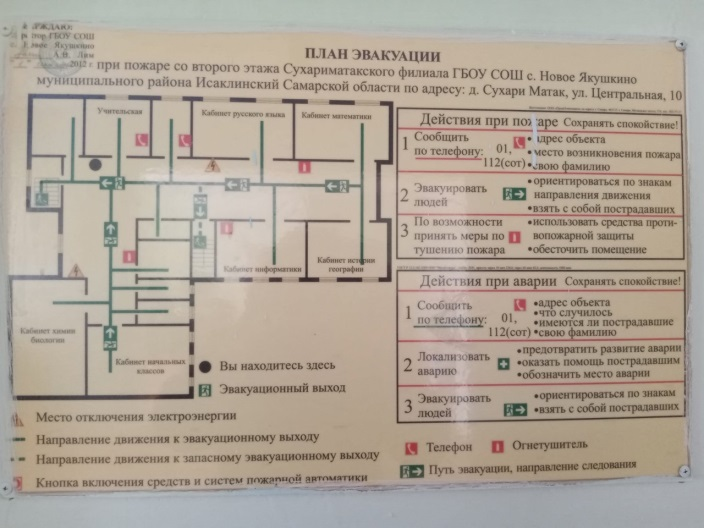 ГБОУ СОШ
Якушкино
А.В. Лим
2012 г.
ПЛАН ЭВАКУАЦИИ
при пожаре со второго этажа Сухариматакского филиала ГБОУ СОШ с. Новое Якушкино
муниципального района Исаклинский Самарской области по адресу: д. Сухари Матак, ул. Центральная, 10
Учительская
Кабинет русского языка
Кабинет математики
Кабинет информатики
Кабинет истории
географии
Кабинет химии
биологии
Кабинет начальных
классов
Вы находитесь здесь
Эвакуационный выход
Место отключения электроэнергии
Направление движения к эвакуационному выходу
Направление движения к запасному эвакуационному выходу
Кнопка включения средств и систем пожарной автоматики
Действия при пожаре Сохранять спокойствие!
1 Сообщить
по телефону: 01,
112(сот)
•адрес объекта
•место возникновения пожара
•свою фамилию
2 Эвакуировать
людей
•ориентироваться по знакам
направления движения
•взять с собой пострадавших
3 По возможности
принять меры по
тушению пожара
•использовать средства проти-
вопожарной защиты
•обесточить помещение
Действия при аварии Сохранять спокойствие!
1 Сообщить
по телефону: 01,
112(сот)
•адрес объекта
•что случилось
•имеются ли пострадавшие
•свою фамилию
2 Локализовать
аварию
•предотвратить развитие аварии
•оказать помощь пострадавшим
•обозначить место аварии
3 Эвакуировать
людей
•ориентироваться по знакам
•взять с собой пострадавших
Телефон
Огнетушитель
Путь эвакуации, направление следования